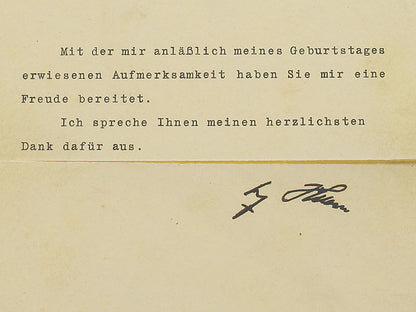 Mit der mir anläßlich meines Geburtstages
erwiesenen Aufmerksamkeit haben Sie mir eine
Freude bereitet.
Ich spreche Ihnen meinen herzlichsten
Dank dafür aus.